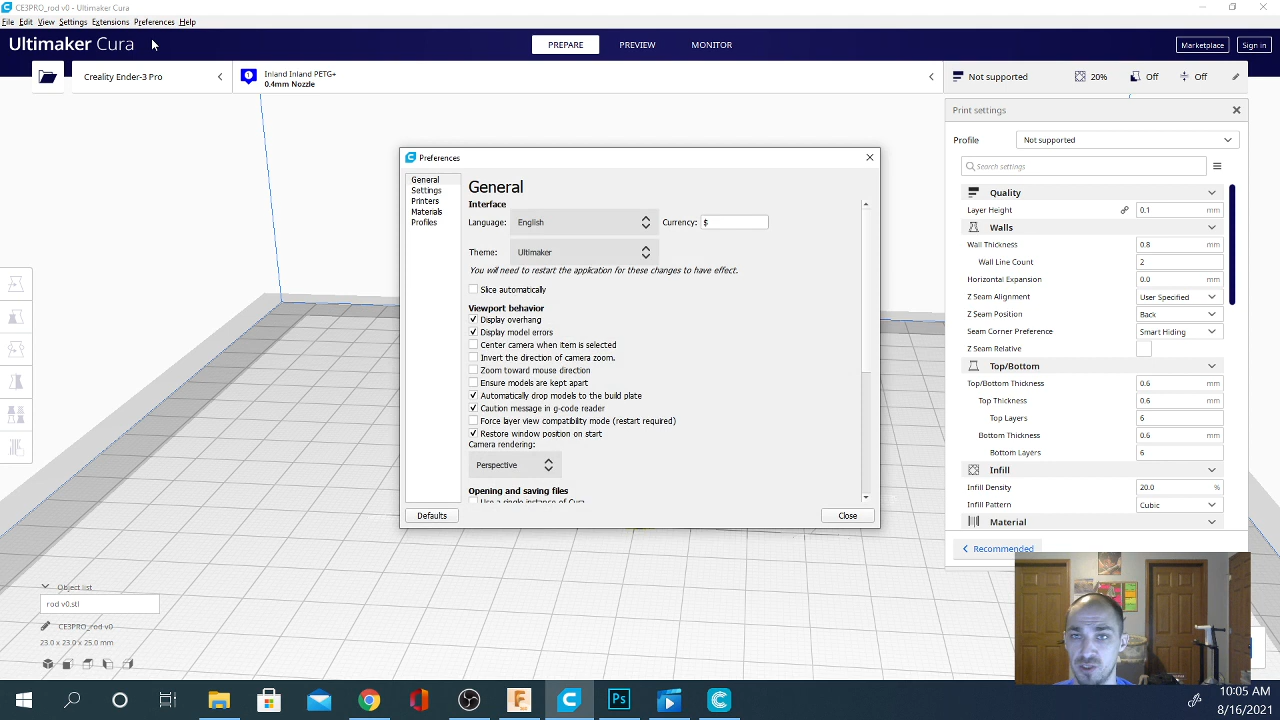 CE3PRO_rod v0 - Ultimaker Cura
File Edit View Settings Extensions Preferences Help
Ultimaker Cura
PREPARE PREVIEW MONITOR
Marketplace Sign in
Creality Ender-3 Pro
1 Inland Inland PETG+
0.4mm Nozzle
Not supported 20% Off Off
Print settings
Profile Not supported
Search settings
Quality
Layer Height 0.1 mm
Walls
Wall Thickness 0.8 mm
Wall Line Count 2
Horizontal Expansion 0.0 mm
Z Seam Alignment User Specified
Z Seam Position Back
Seam Corner Preference Smart Hiding
Z Seam Relative
Top/Bottom
Top/Bottom Thickness 0.6 mm
Top Thickness 0.6 mm
Top Layers 6
Bottom Thickness 0.6 mm
Bottom Layers 6
Infill
Infill Density 20.0 %
Infill Pattern Cubic
Material
Recommended
Preferences
General
Settings
Printers
Materials
Profiles
General
Interface
Language: English Currency: $
Theme: Ultimaker
You will need to restart the application for these changes to have effect.
Slice automatically
Viewport behavior
Display overhang
Display model errors
Center camera when item is selected
Invert the direction of camera zoom.
Zoom toward mouse direction
Ensure models are kept apart
Automatically drop models to the build plate
Caution message in g-code reader
Force layer view compatibility mode (restart required)
Restore window position on start
Camera rendering:
Perspective
Opening and saving files
Use a single instance of Cura
Defaults Close
Object list
rod v0.stl
CE3PRO_rod v0
23.0 x 23.0 x 25.0 mm
Ps
:05 AM
8/16/2021